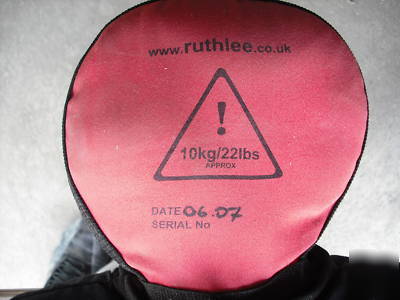 www.ruthlee.co.uk
!
10kg/22lbs
APPROX
DATE 06.07
SERIAL No